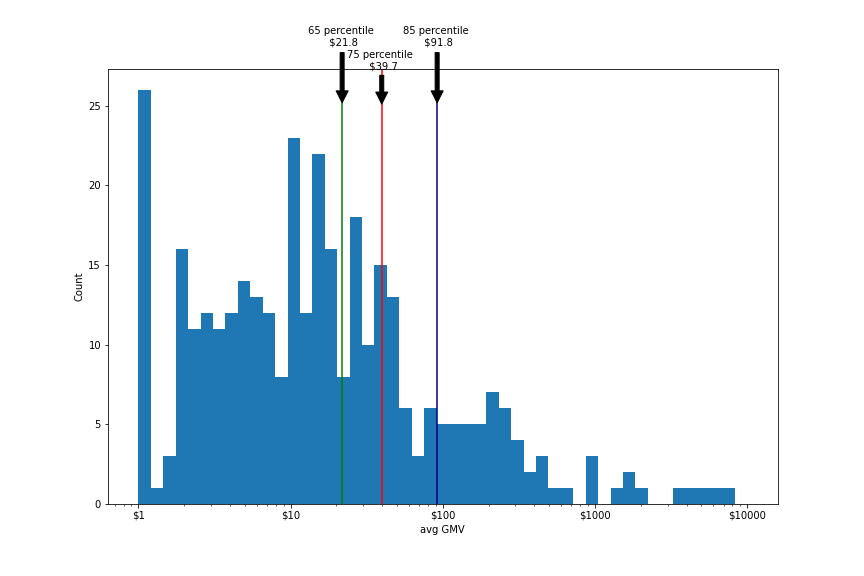 65 percentile
$21.8
85 percentile
$91.8
75 percentile
$39.7
25
20
15
10
5
0
Count
$1
$10
$100
$1000
$10000
avg GMV